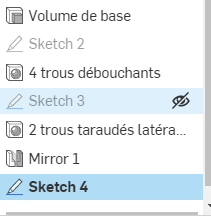 Volume de base
Sketch 2
4 trous débouchants
Sketch 3
2 trous taraudés latéra...
Mirror 1
Sketch 4